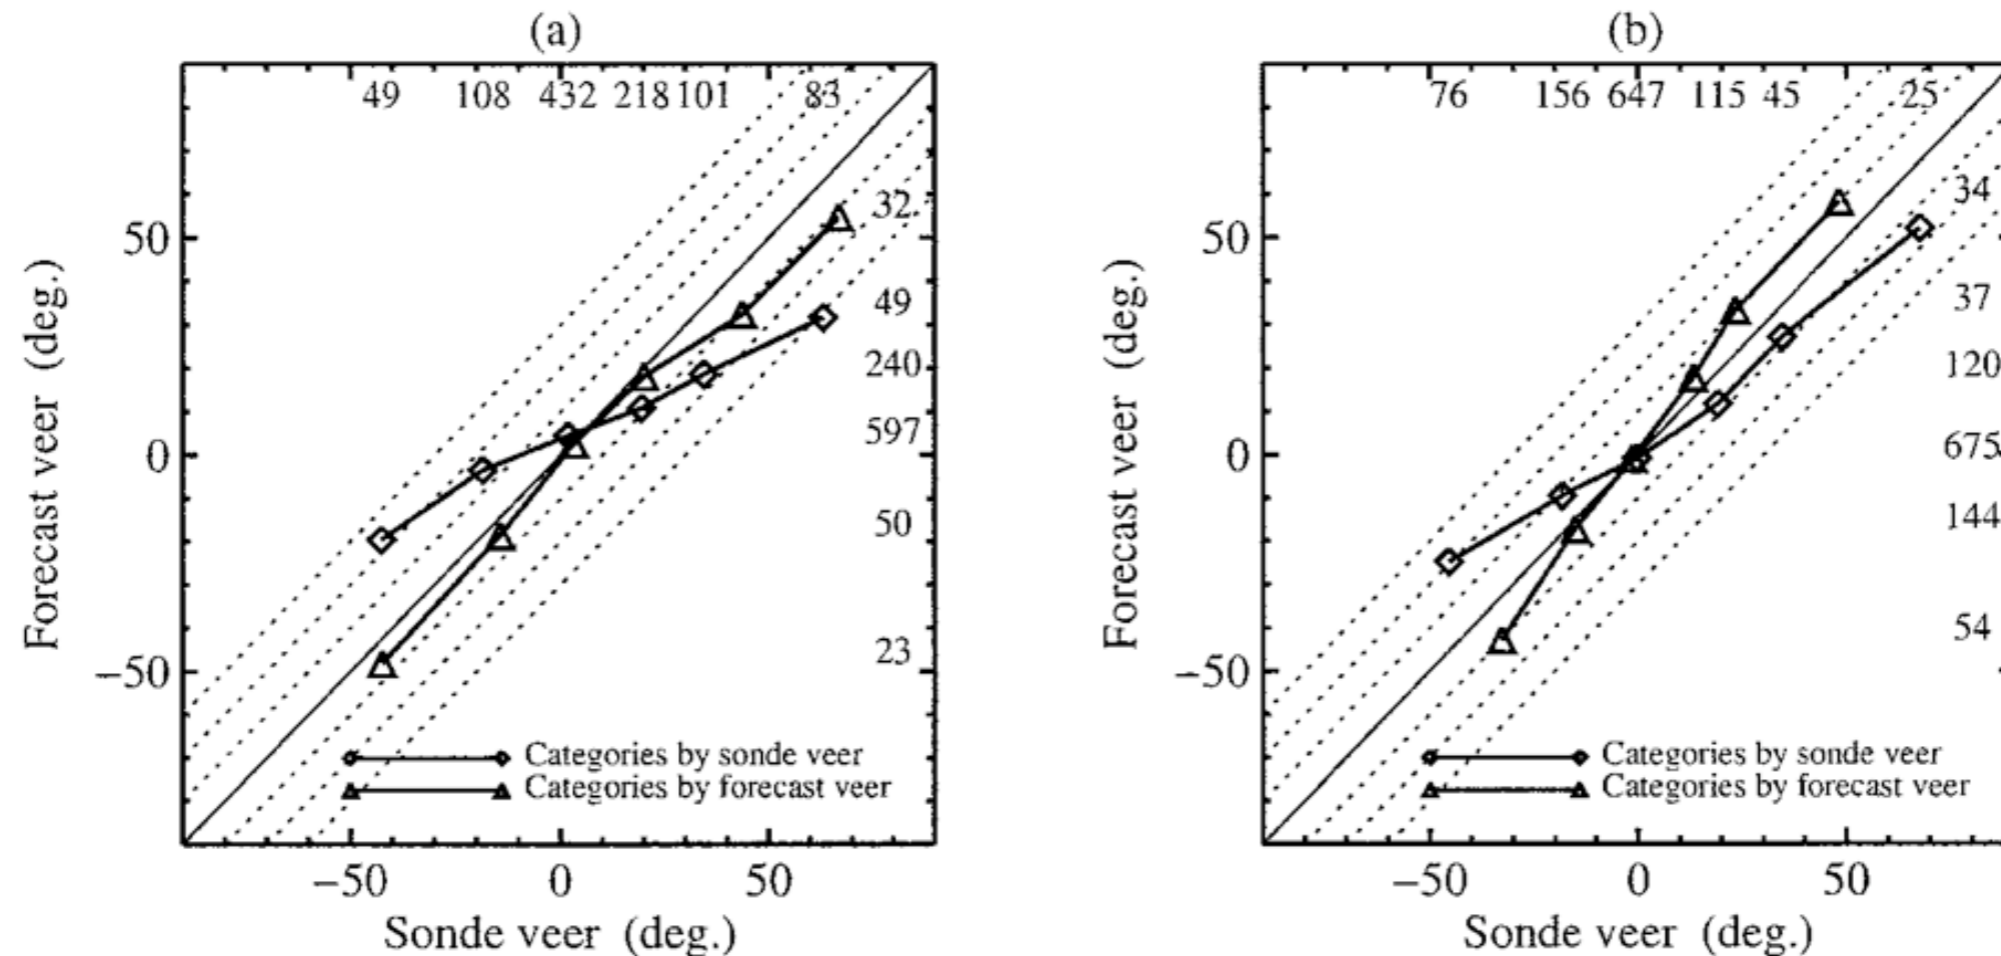 (a)
49 108 432 218 101 83
32
50
49
240
597
0
50
−50
23
Categories by sonde veer
Categories by forecast veer
−50 0 50
Sonde veer (deg.)
Forecast veer (deg.)
(b)
76 156 647 115 45 25
34
50
37
120
675
0
144
54
−50
Categories by sonde veer
Categories by forecast veer
−50 0 50
Sonde veer (deg.)
Forecast veer (deg.)